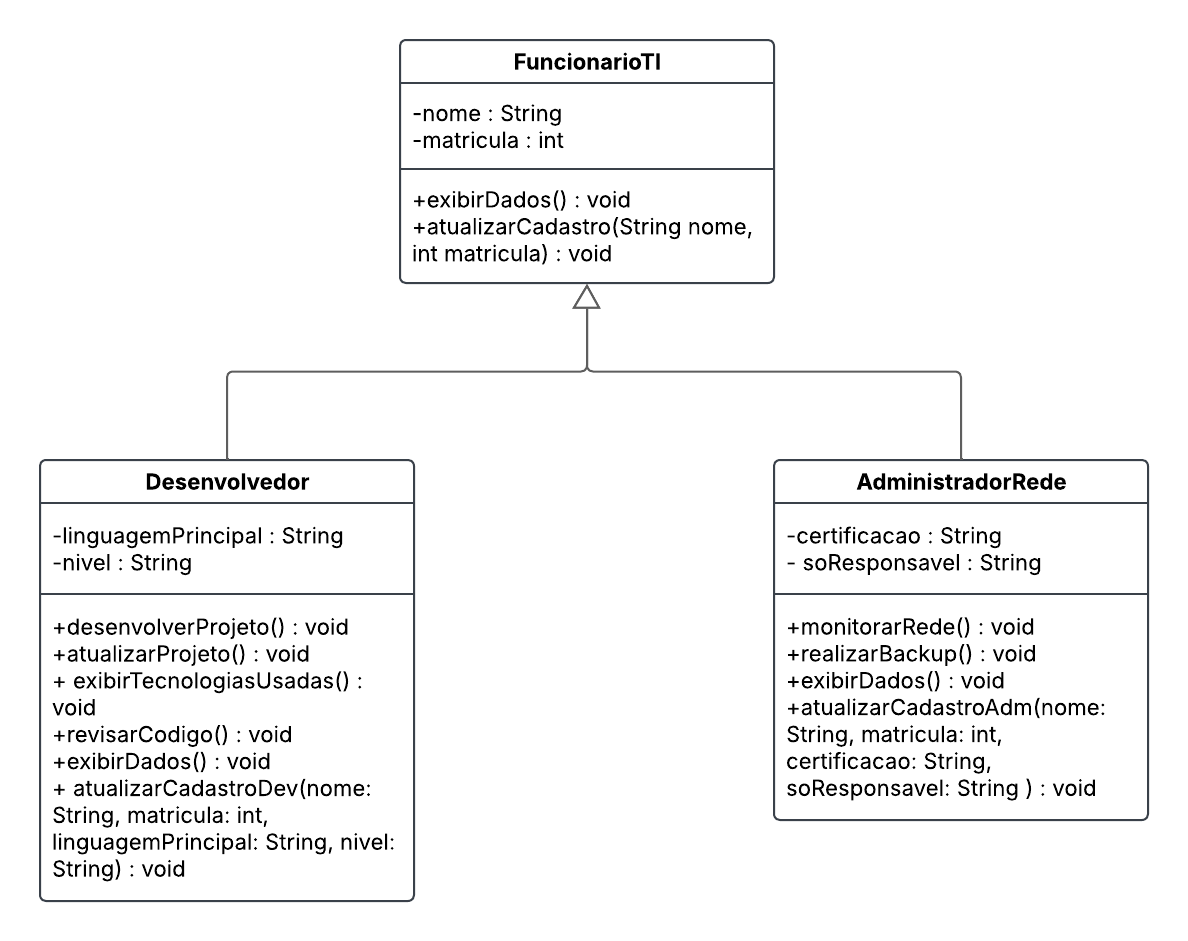 FuncionarioTI
-nome : String
-matricula : int
+exibirDados() : void
+atualizarCadastro(String nome,
int matricula) : void
Desenvolvedor
-linguagemPrincipal : String
-nivel : String
+desenvolverProjeto() : void
+atualizarProjeto() : void
+ exibirTecnologiasUsadas() :
void
+revisarCodigo() : void
+exibirDados() : void
+ atualizarCadastroDev(nome:
String, matricula: int,
linguagemPrincipal: String, nivel:
String) : void
AdministradorRede
-certificacao : String
- soResponsavel : String
+monitorarRede() : void
+realizarBackup() : void
+exibirDados() : void
+atualizarCadastroAdm(nome:
String, matricula: int,
certificacao: String,
soResponsavel: String ) : void